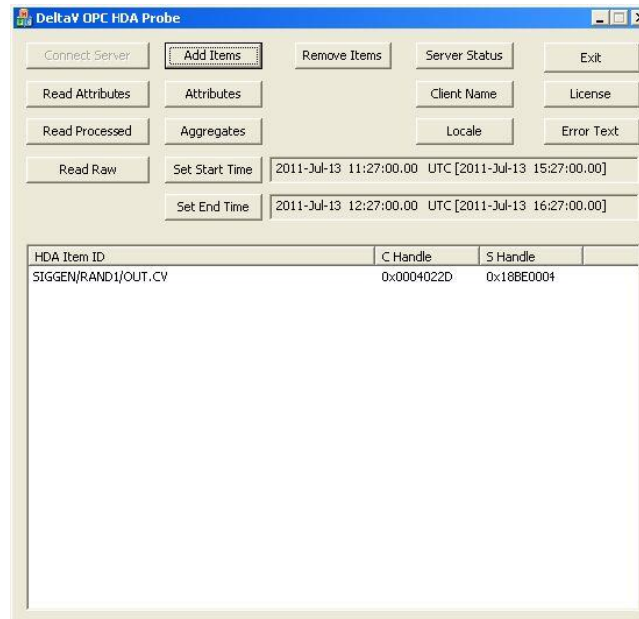 DeltaV OPC HDA Probe
Connect Server Add Items Remove Items Server Status Exit
Read Attributes Attributes Client Name License
Read Processed Aggregates Locale Error Text
Read Raw Set Start Time 2011-Jul-13 11:27:00.00 UTC [2011-Jul-13 15:27:00.00]
Set End Time 2011-Jul-13 12:27:00.00 UTC [2011-Jul-13 16:27:00.00]
HDA Item ID C Handle S Handle
SIGGEN/RAND1/OUT.CV 0x0004022D 0x18BE0004